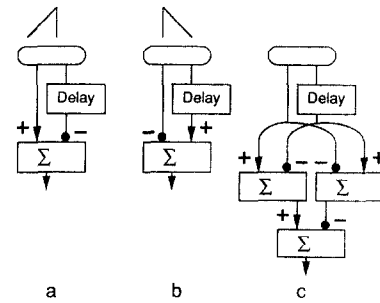 Delay Delay Delay
+ − − +
Σ Σ + − − +
Σ Σ
+ −
Σ
a b c